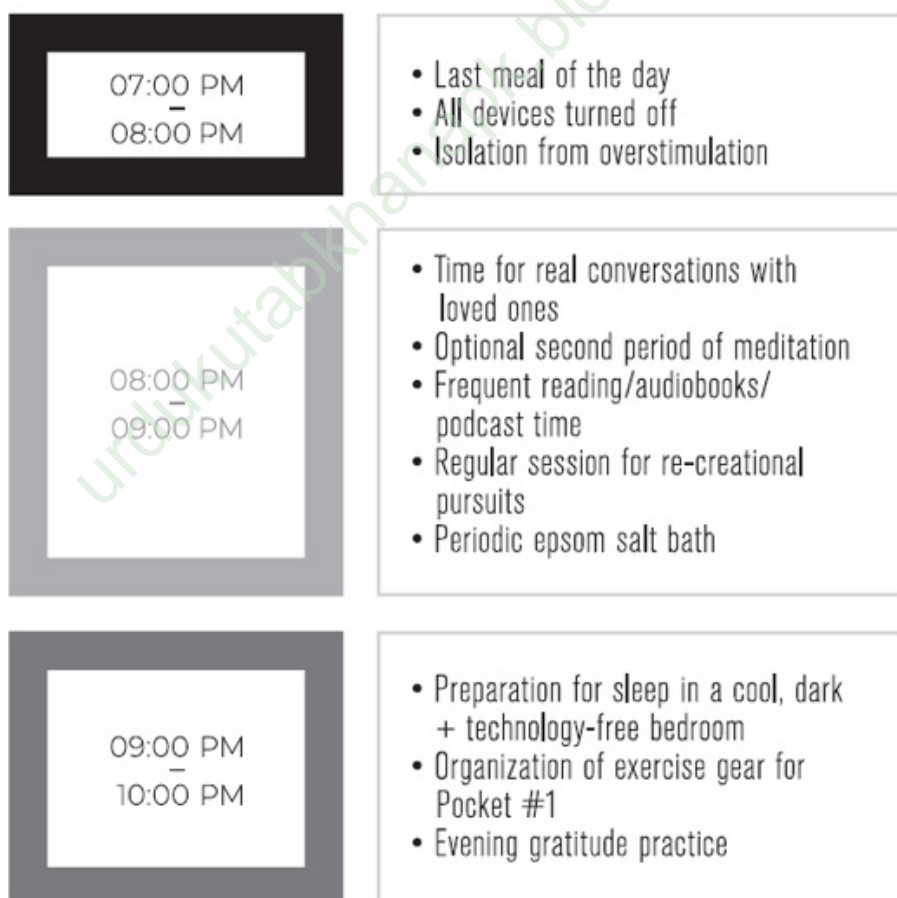 07:00 PM
–
08:00 PM
• Last meal of the day
• All devices turned off
• Isolation from overstimulation
08:00 PM
–
09:00 PM
• Time for real conversations with
loved ones
• Optional second period of meditation
• Frequent reading/audiobooks/
podcast time
• Regular session for re-creational
pursuits
• Periodic epsom salt bath
09:00 PM
–
10:00 PM
• Preparation for sleep in a cool, dark
+ technology-free bedroom
• Organization of exercise gear for
Pocket #1
• Evening gratitude practice
urdukutabkhanapk.blo